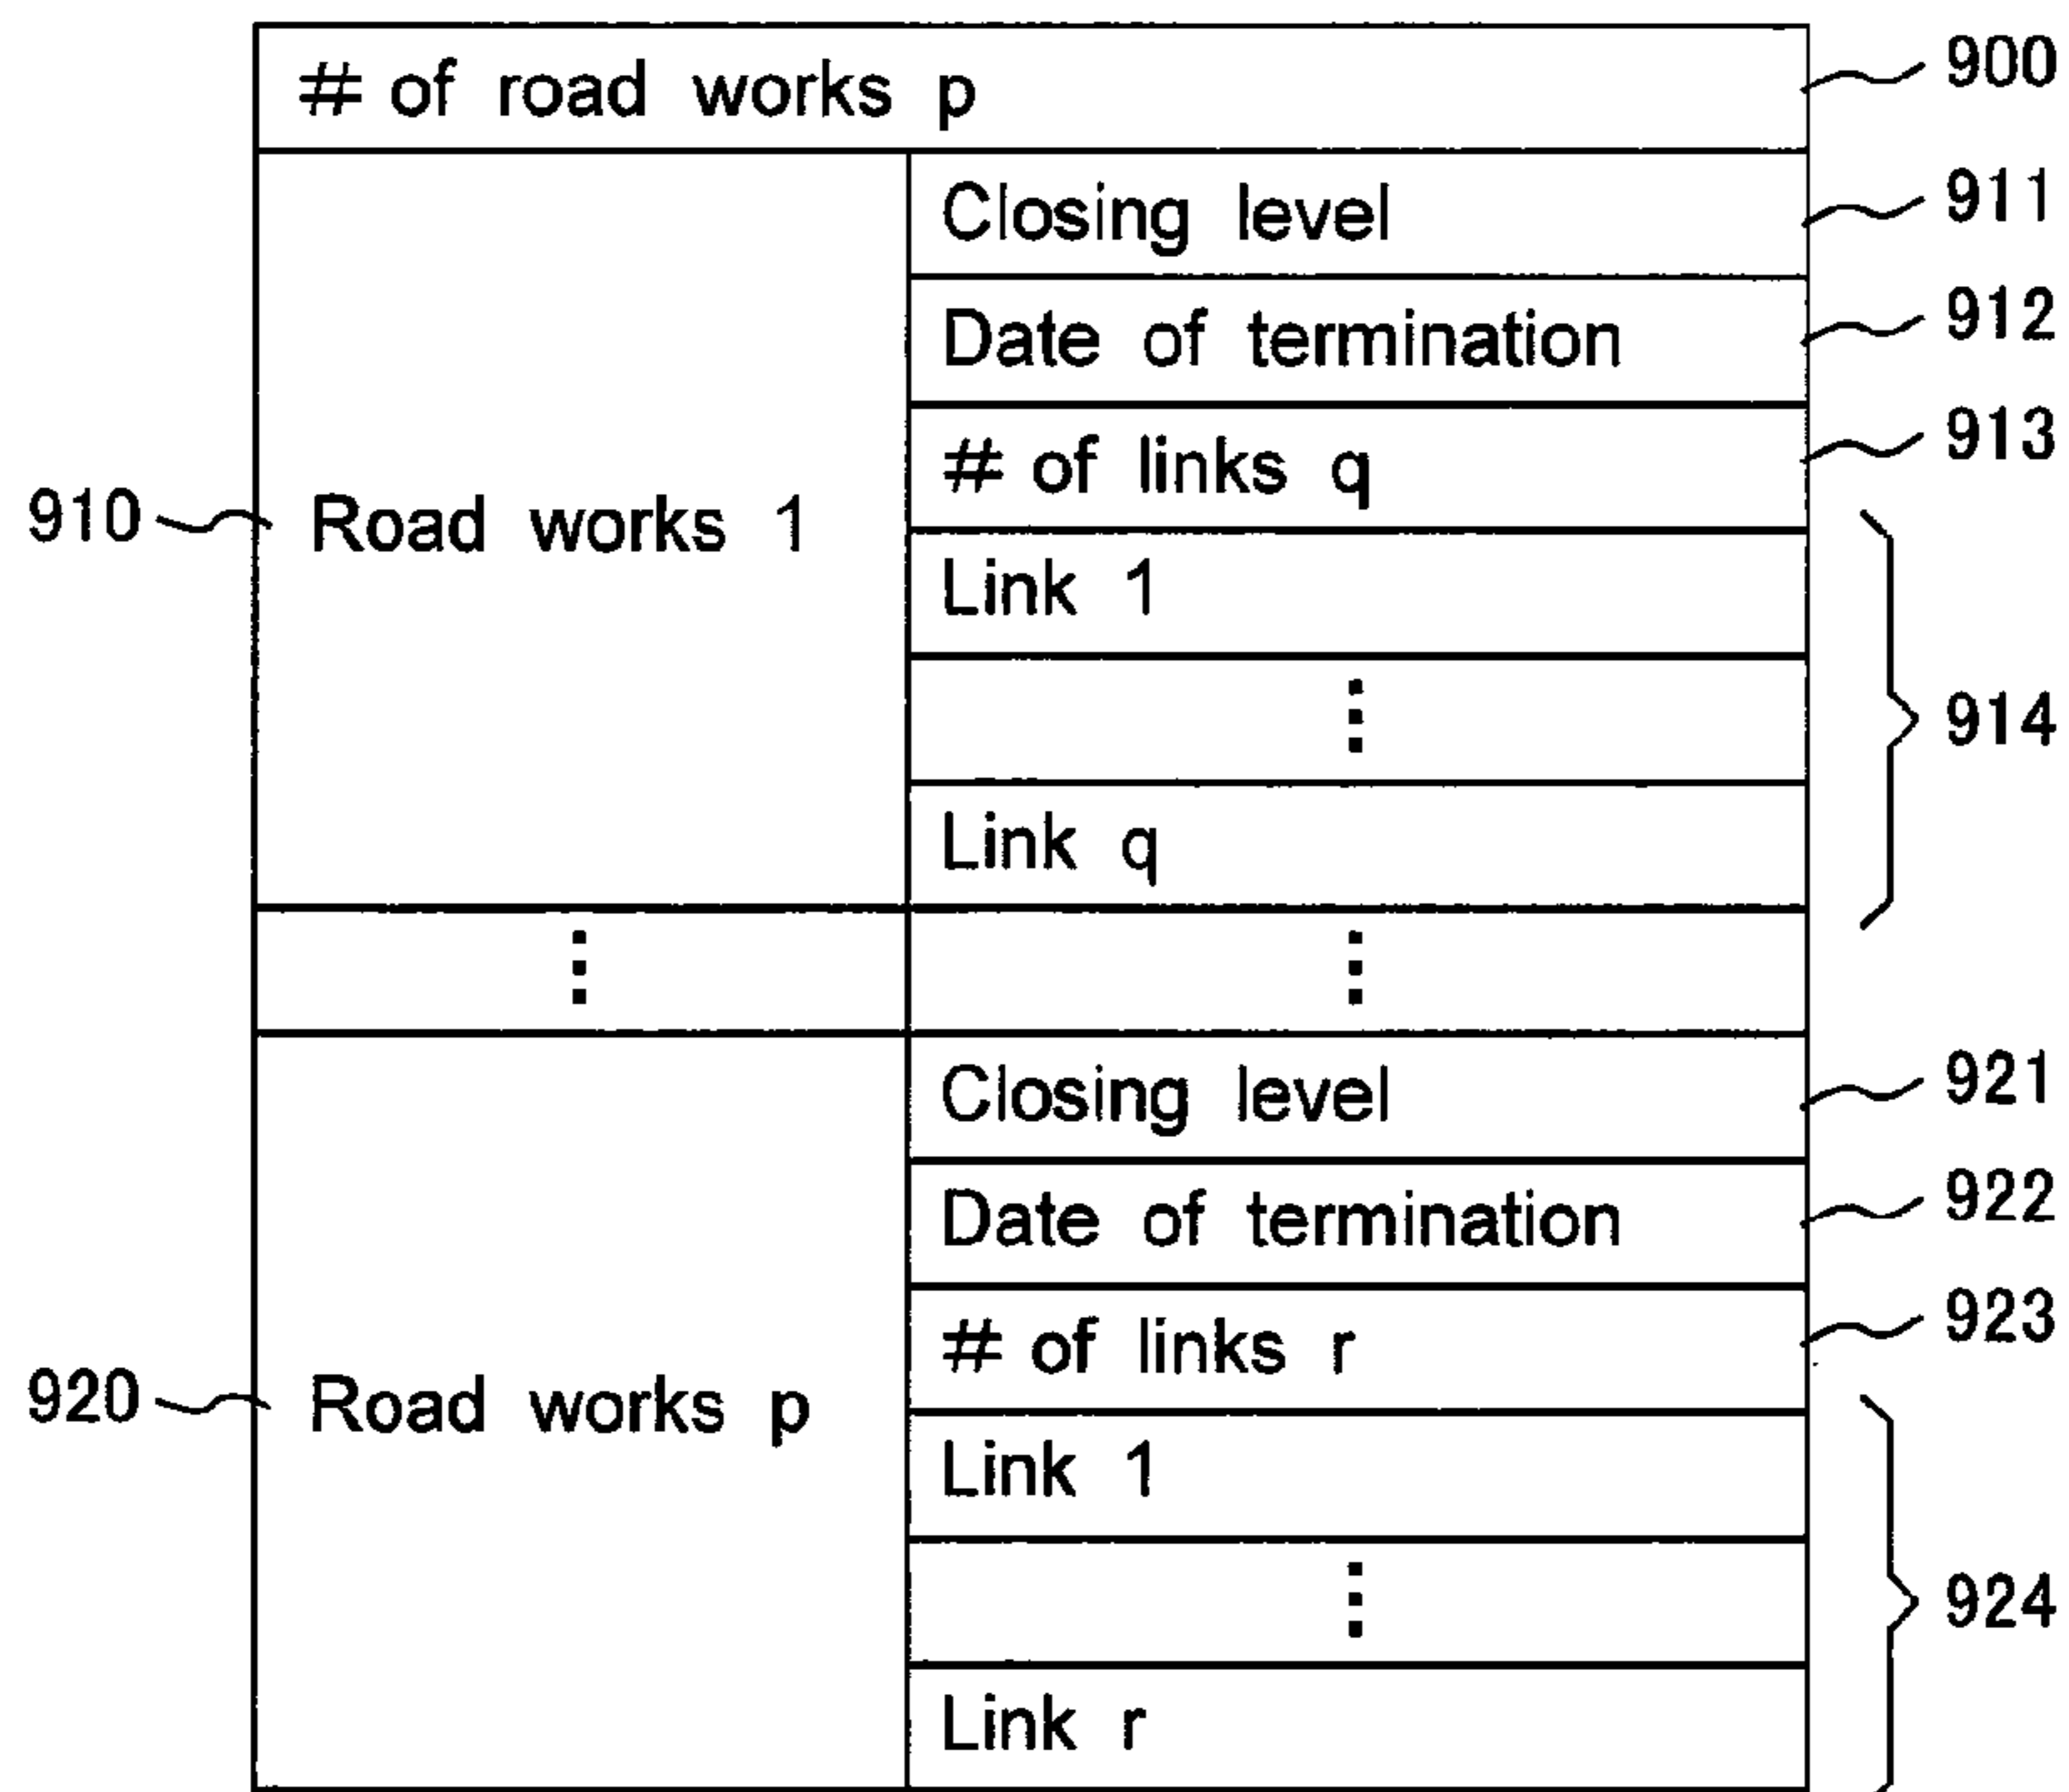 # of road works p 900
Closing level 911
Date of termination 912
# of links q 913
910 Road works 1
Link 1
⋮ 914
Link q
⋮ ⋮
Closing level 921
Date of termination 922
# of links r 923
920 Road works p
Link 1
⋮ 924
Link r